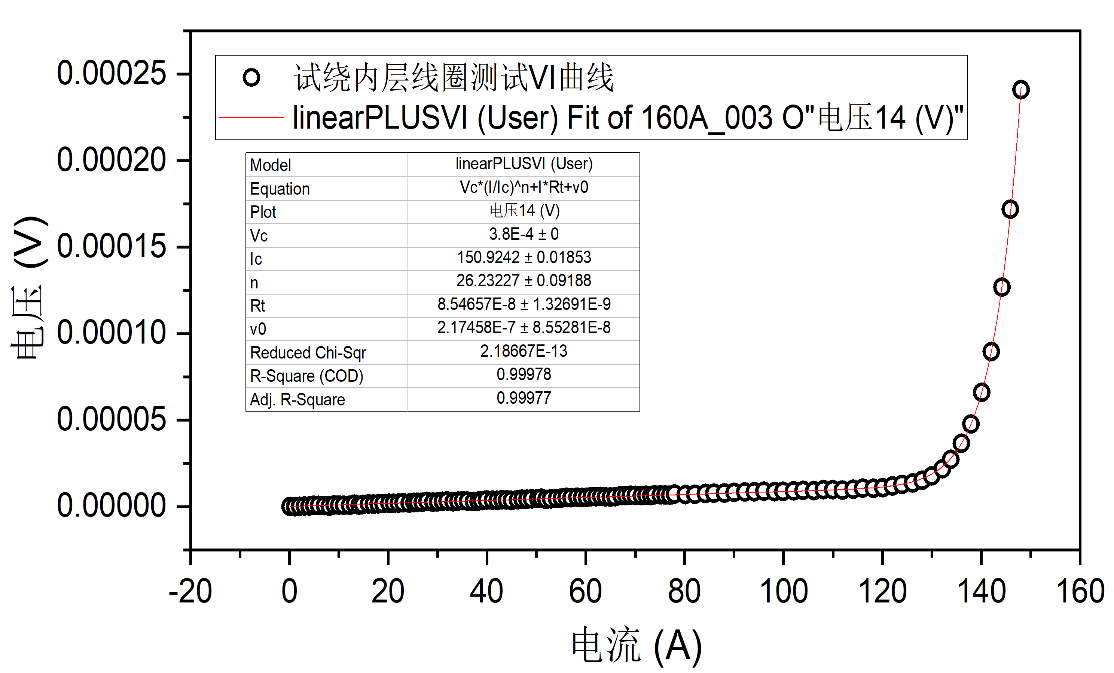 试绕内层线圈测试VI曲线
linearPLUSVI (User) Fit of 160A_003 O"电压14 (V)"
Model linearPLUSVI (User)
Equation Vc*(I/Ic)^n+I*Rt+v0
Plot 电压14 (V)
Vc 3.8E-4 ± 0
Ic 150.9242 ± 0.01853
n 26.23227 ± 0.09188
Rt 8.54657E-8 ± 1.32691E-9
v0 2.17458E-7 ± 8.55281E-8
Reduced Chi-Sqr 2.18667E-13
R-Square (COD) 0.99978
Adj. R-Square 0.99977
电压 (V)
0.00025
0.00020
0.00015
0.00010
0.00005
0.00000
-20 0 20 40 60 80 100 120 140 160
电流 (A)